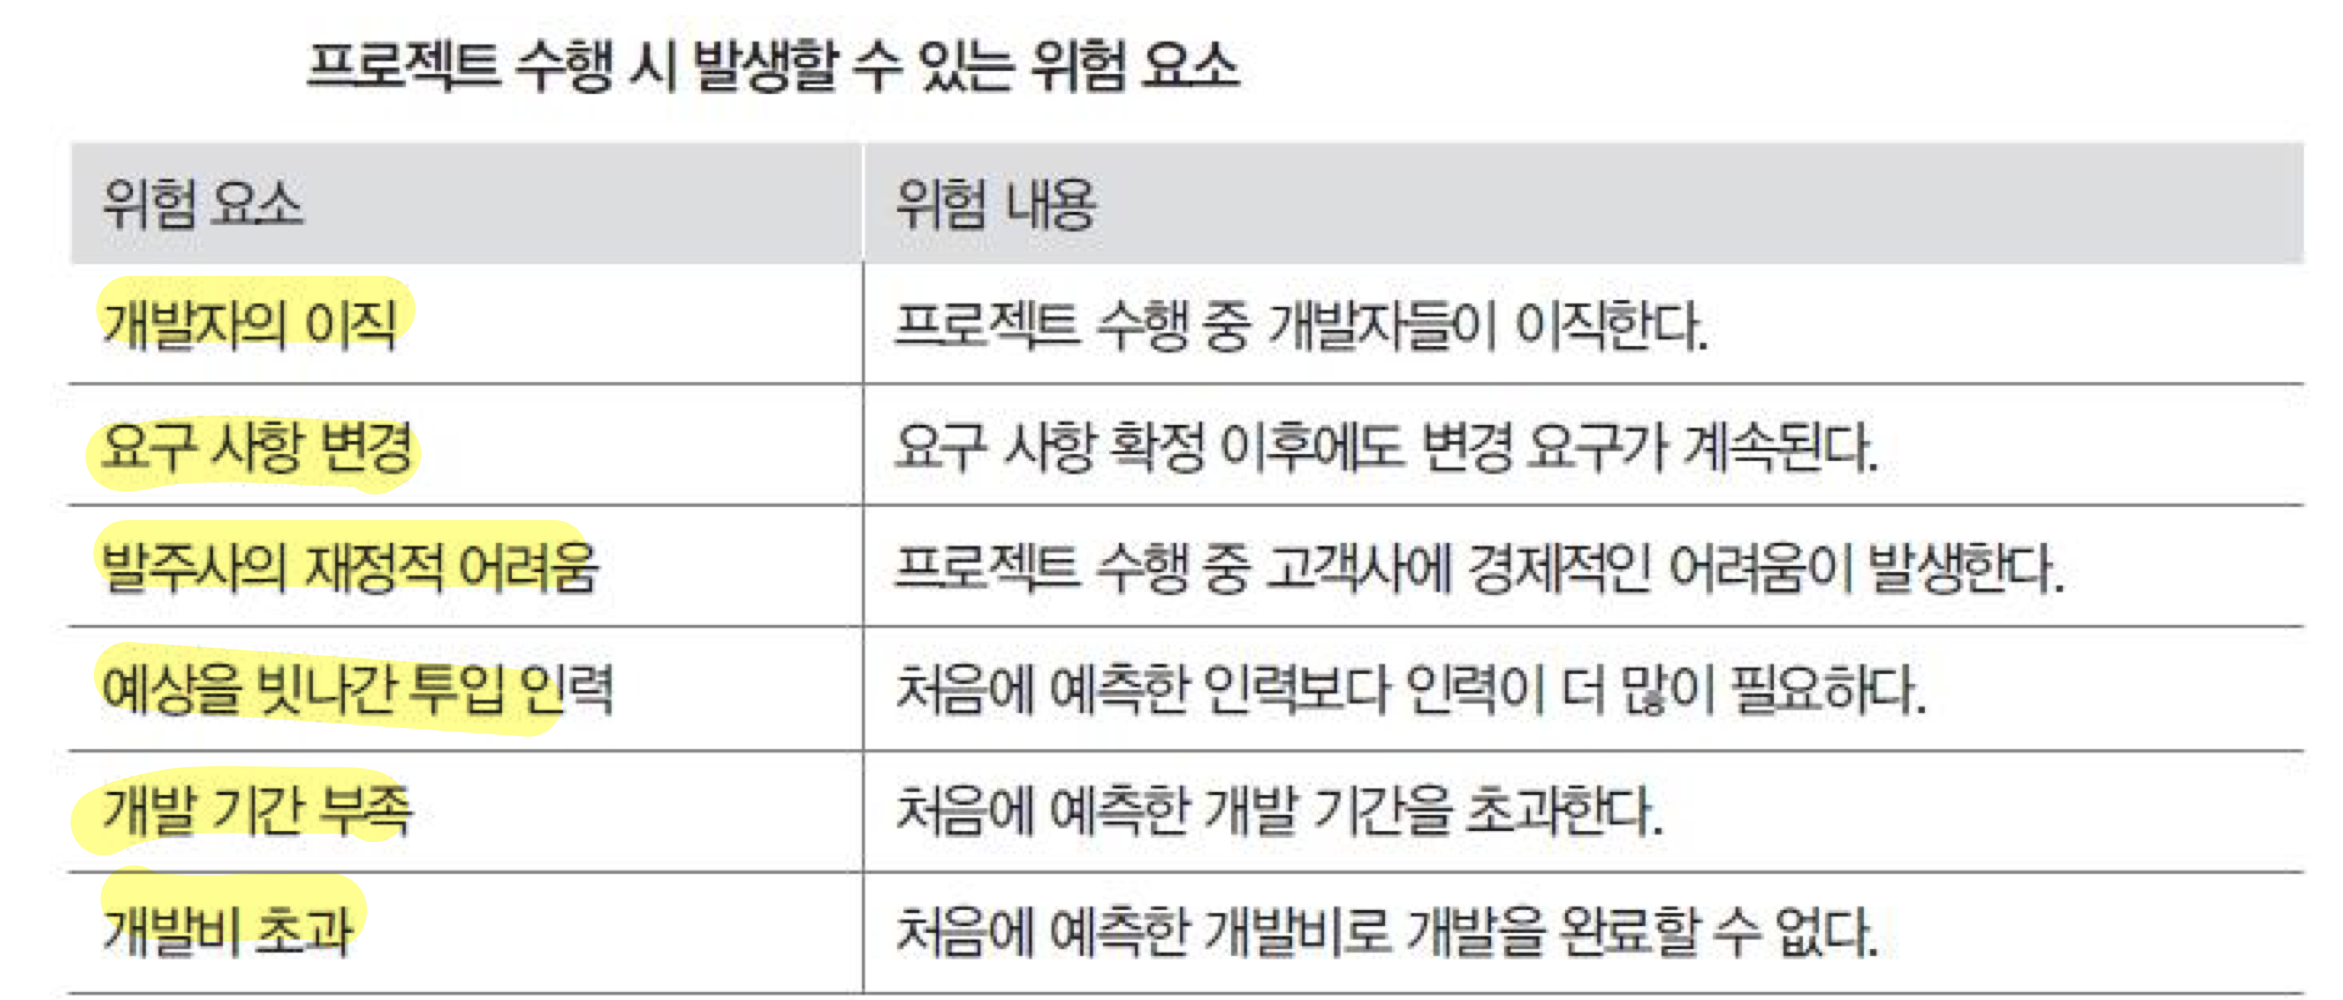 프로젝트 수행 시 발생할 수 있는 위험 요소
위험 요소 위험 내용
개발자의 이직 프로젝트 수행 중 개발자들이 이직한다.
요구 사항 변경 요구 사항 확정 이후에도 변경 요구가 계속된다.
발주사의 재정적 어려움 프로젝트 수행 중 고객사에 경제적인 어려움이 발생한다.
예상을 빗나간 투입 인력 처음에 예측한 인력보다 인력이 더 많이 필요하다.
개발 기간 부족 처음에 예측한 개발 기간을 초과한다.
개발비 초과 처음에 예측한 개발비로 개발을 완료할 수 없다.